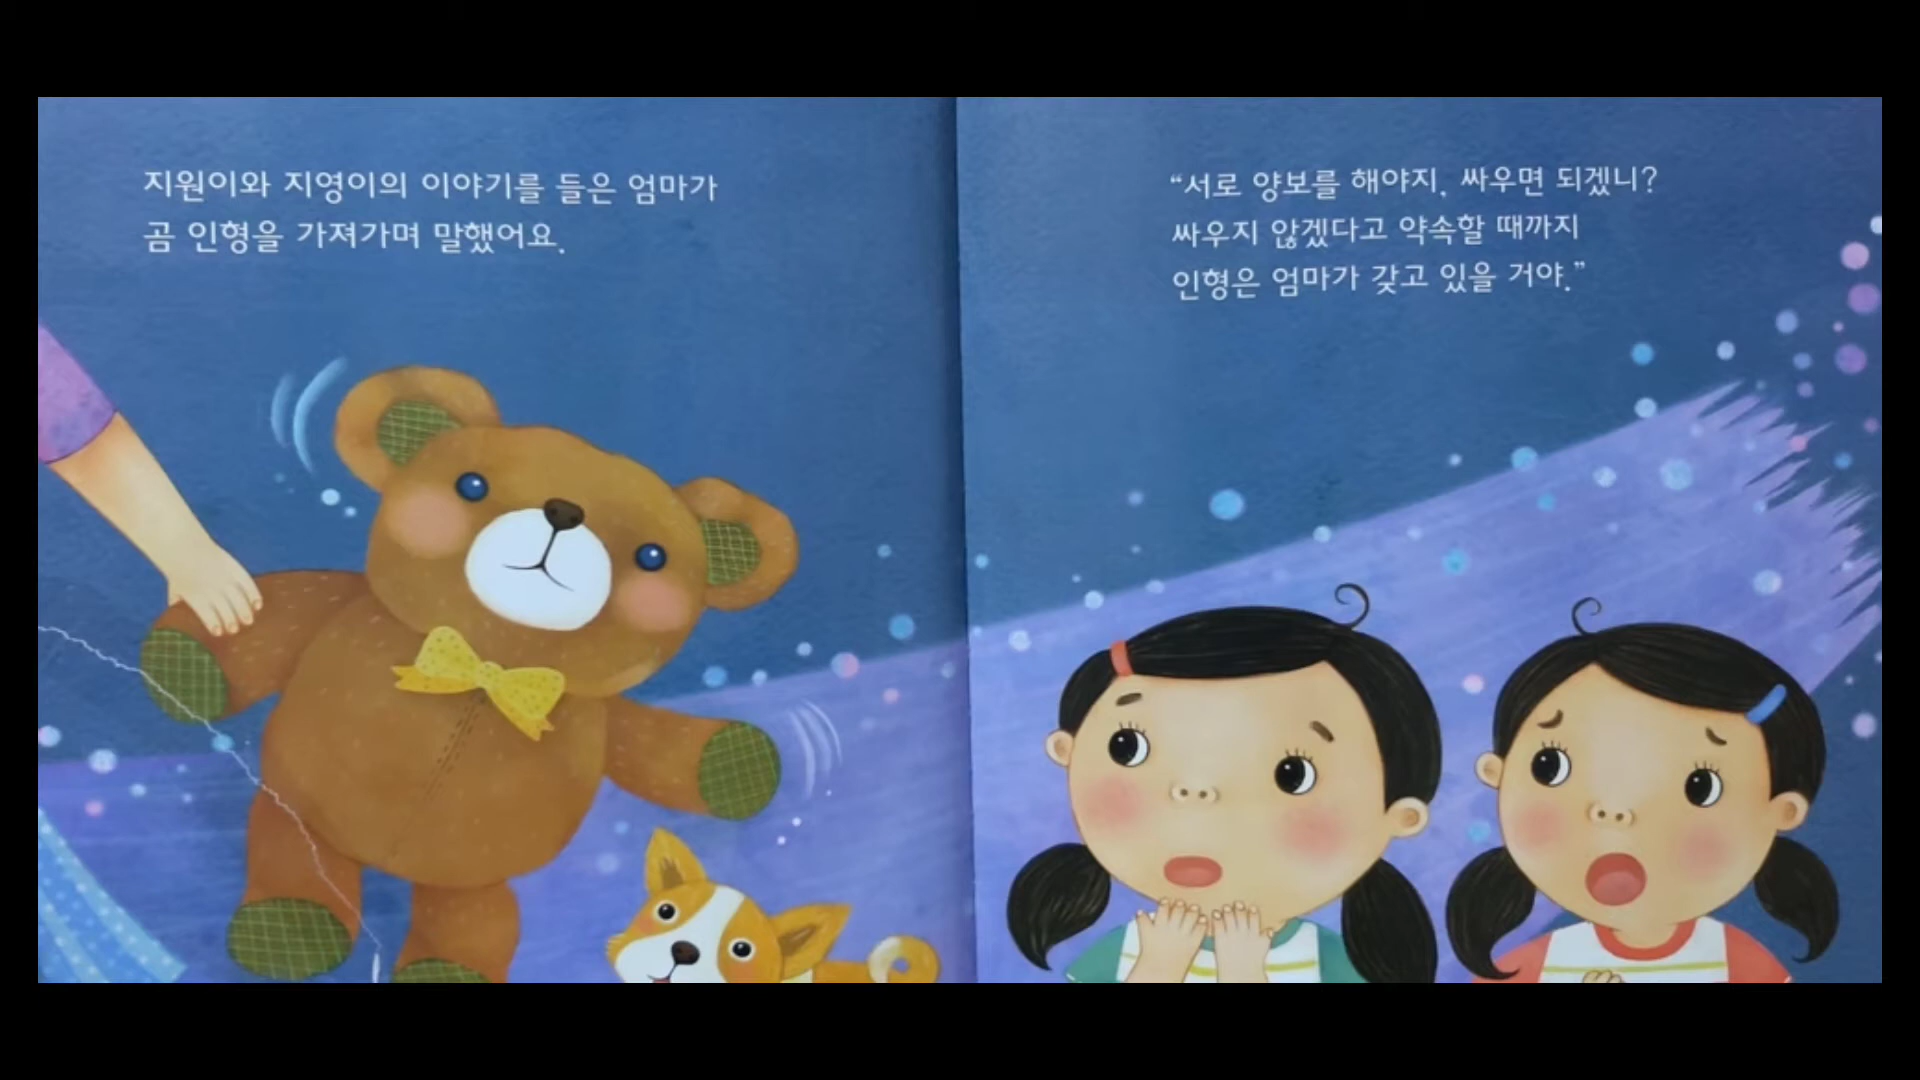 지원이와 지영이의 이야기를 들은 엄마가
곰 인형을 가져가며 말했어요.
“서로 양보를 해야지, 싸우면 되겠니?
싸우지 않겠다고 약속할 때까지
인형은 엄마가 갖고 있을 거야.”